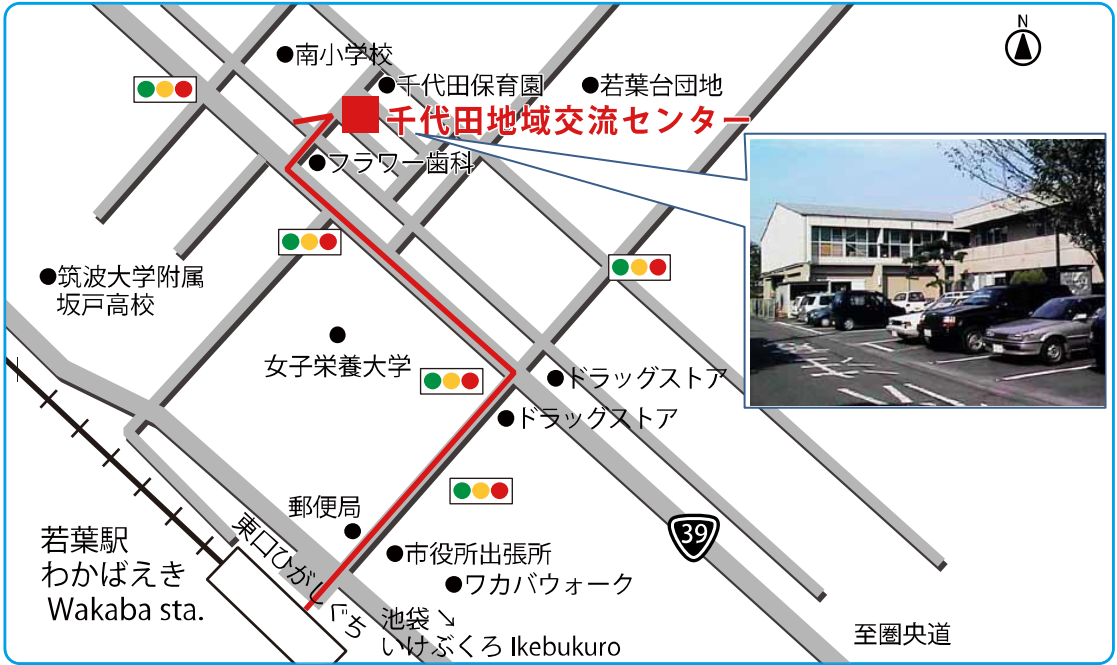 N
南小学校
千代田保育園
若葉台団地
千代田地域交流センター
フラワー歯科
筑波大学附属
坂戸高校
女子栄養大学
ドラッグストア
ドラッグストア
郵便局
東口ひがしぐち
39
若葉駅
わかばえき
Wakaba sta.
市役所出張所
ワカバウォーク
池袋 ↘
いけぶくろ Ikebukuro
至圏央道